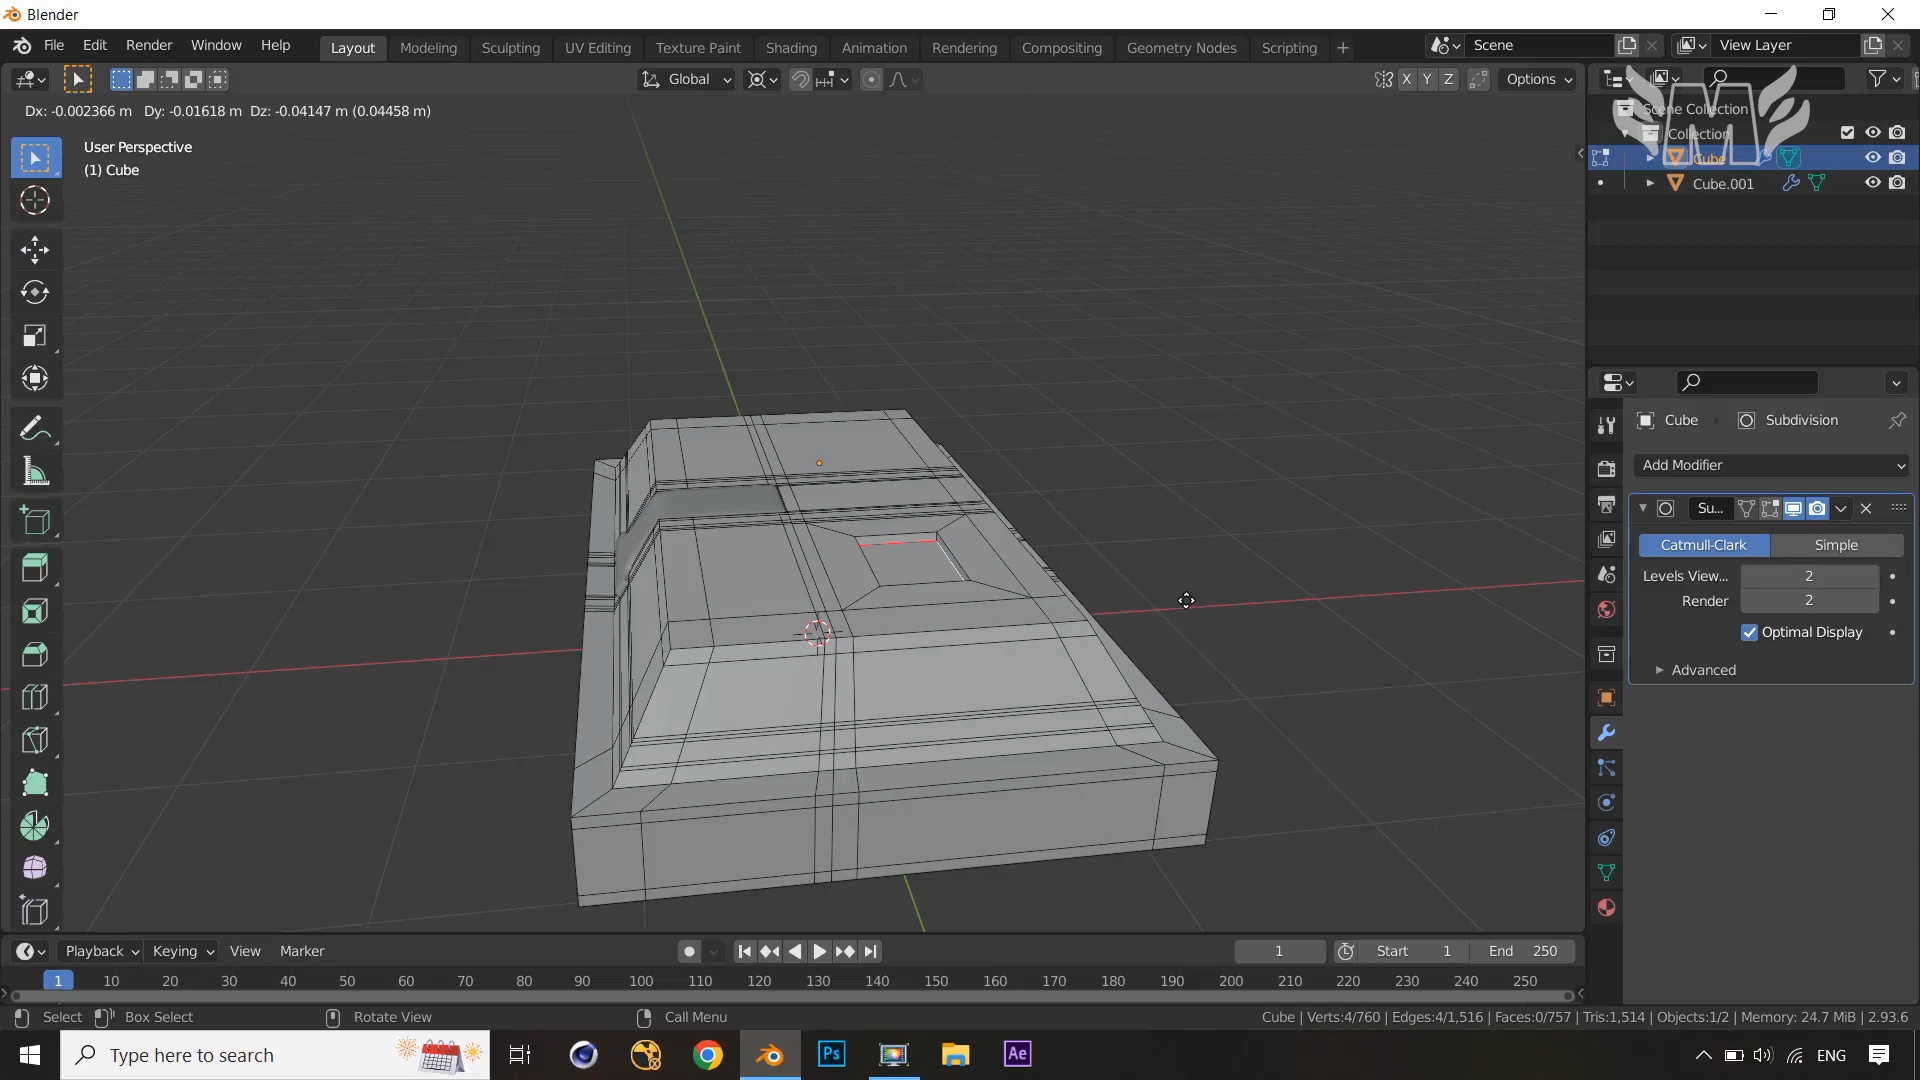 Blender
File Edit Render Window Help Layout Modeling Sculpting UV Editing Texture Paint Shading Animation Rendering Compositing Geometry Nodes Scripting + Scene View Layer
Global X Y Z Options
Dx: -0.002366 m Dy: -0.01618 m Dz: -0.04147 m (0.04458 m)
Scene Collection
Collection
User Perspective
(1) Cube
Cube
Cube.001
Cube Subdivision
Add Modifier
Su...
Catmull-Clark Simple
Levels View... 2
Render 2
Optimal Display
Advanced
Playback Keying View Marker 1 Start 1 End 250
1 10 20 30 40 50 60 70 80 90 100 110 120 130 140 150 160 170 180 190 200 210 220 230 240 250
Select Box Select Rotate View Call Menu Cube | Verts:4/760 | Edges:4/1,516 | Faces:0/757 | Tris:1,514 | Objects:1/2 | Memory: 24.7 MiB | 2.93.6
Type here to search Ps Ae ENG